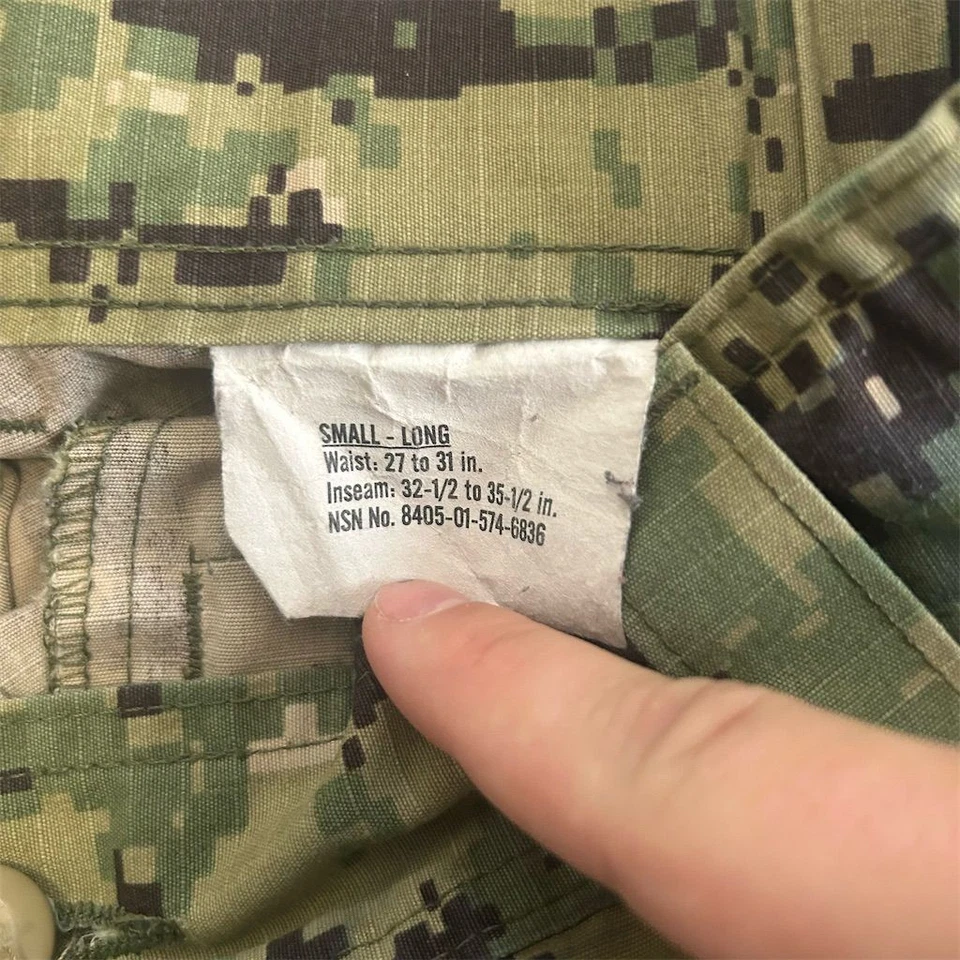 SMALL - LONG
Waist: 27 to 31 in.
Inseam: 32-1/2 to 35-1/2 in.
NSN No. 8405-01-574-6836